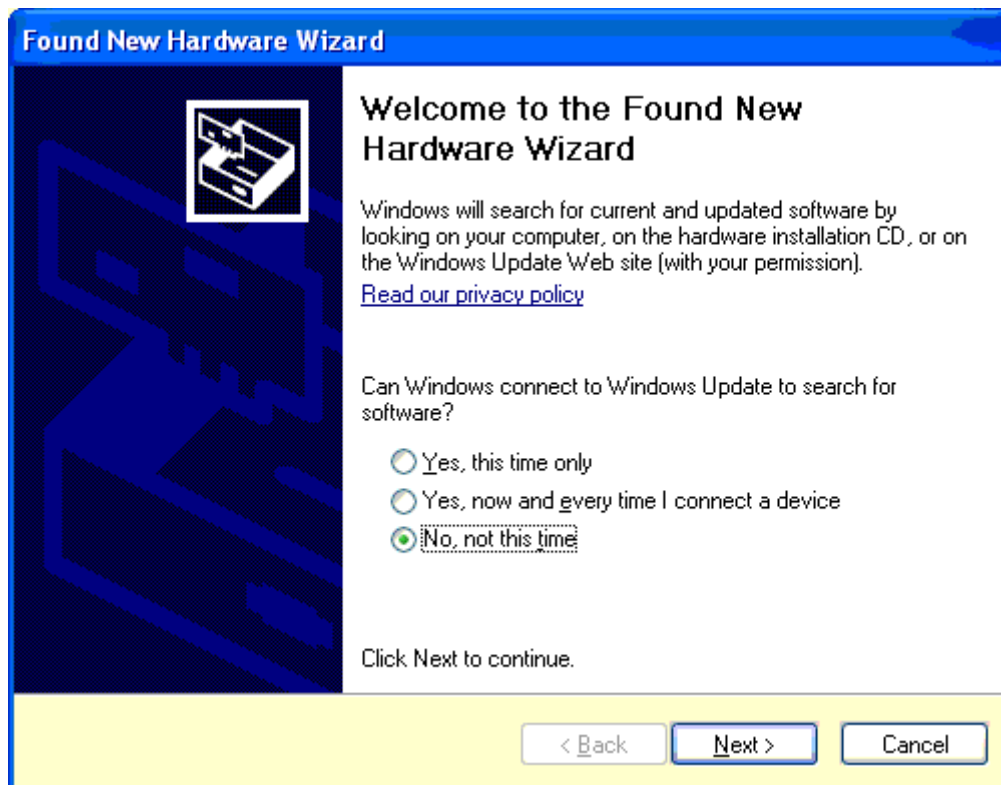 Found New Hardware Wizard
Welcome to the Found New
Hardware Wizard
Windows will search for current and updated software by
looking on your computer, on the hardware installation CD, or on
the Windows Update Web site (with your permission).
Read our privacy policy
Can Windows connect to Windows Update to search for
software?
Yes, this time only
Yes, now and every time I connect a device
No, not this time
Click Next to continue.
< Back Next > Cancel